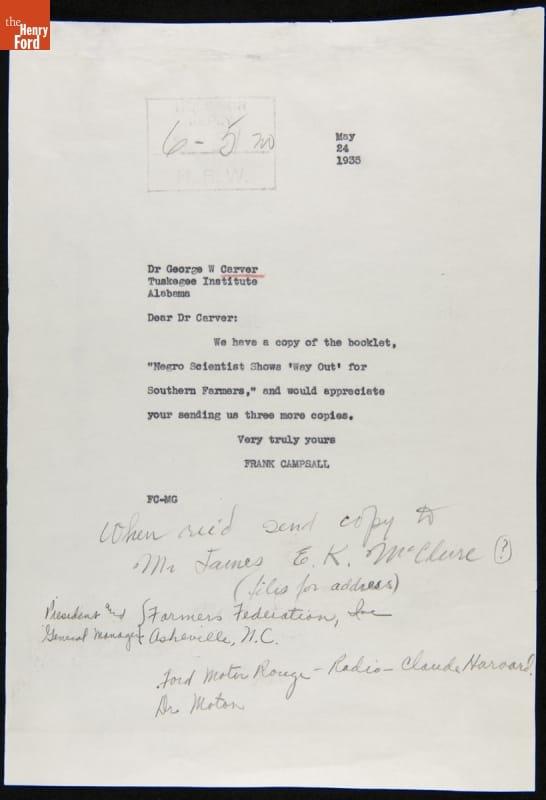 the
Henry
Ford
6-5 no
H. R. W.
May
24
1935
Dr George W Carver
Tuskegee Institute
Alabama
Dear Dr Carver:
We have a copy of the booklet,
"Negro Scientist Shows 'Way Out' for
Southern Farmers," and would appreciate
your sending us three more copies.
Very truly yours
FRANK CAMPSALL
FC-MG
When rec'd send copy to
Mr James E. K. McClure (?)
(files for address)
President and General Manager { Farmers Federation, Inc
Asheville, N.C.
Ford Motor Rouge - Radio - Claude Harvard.
Dr. Moton